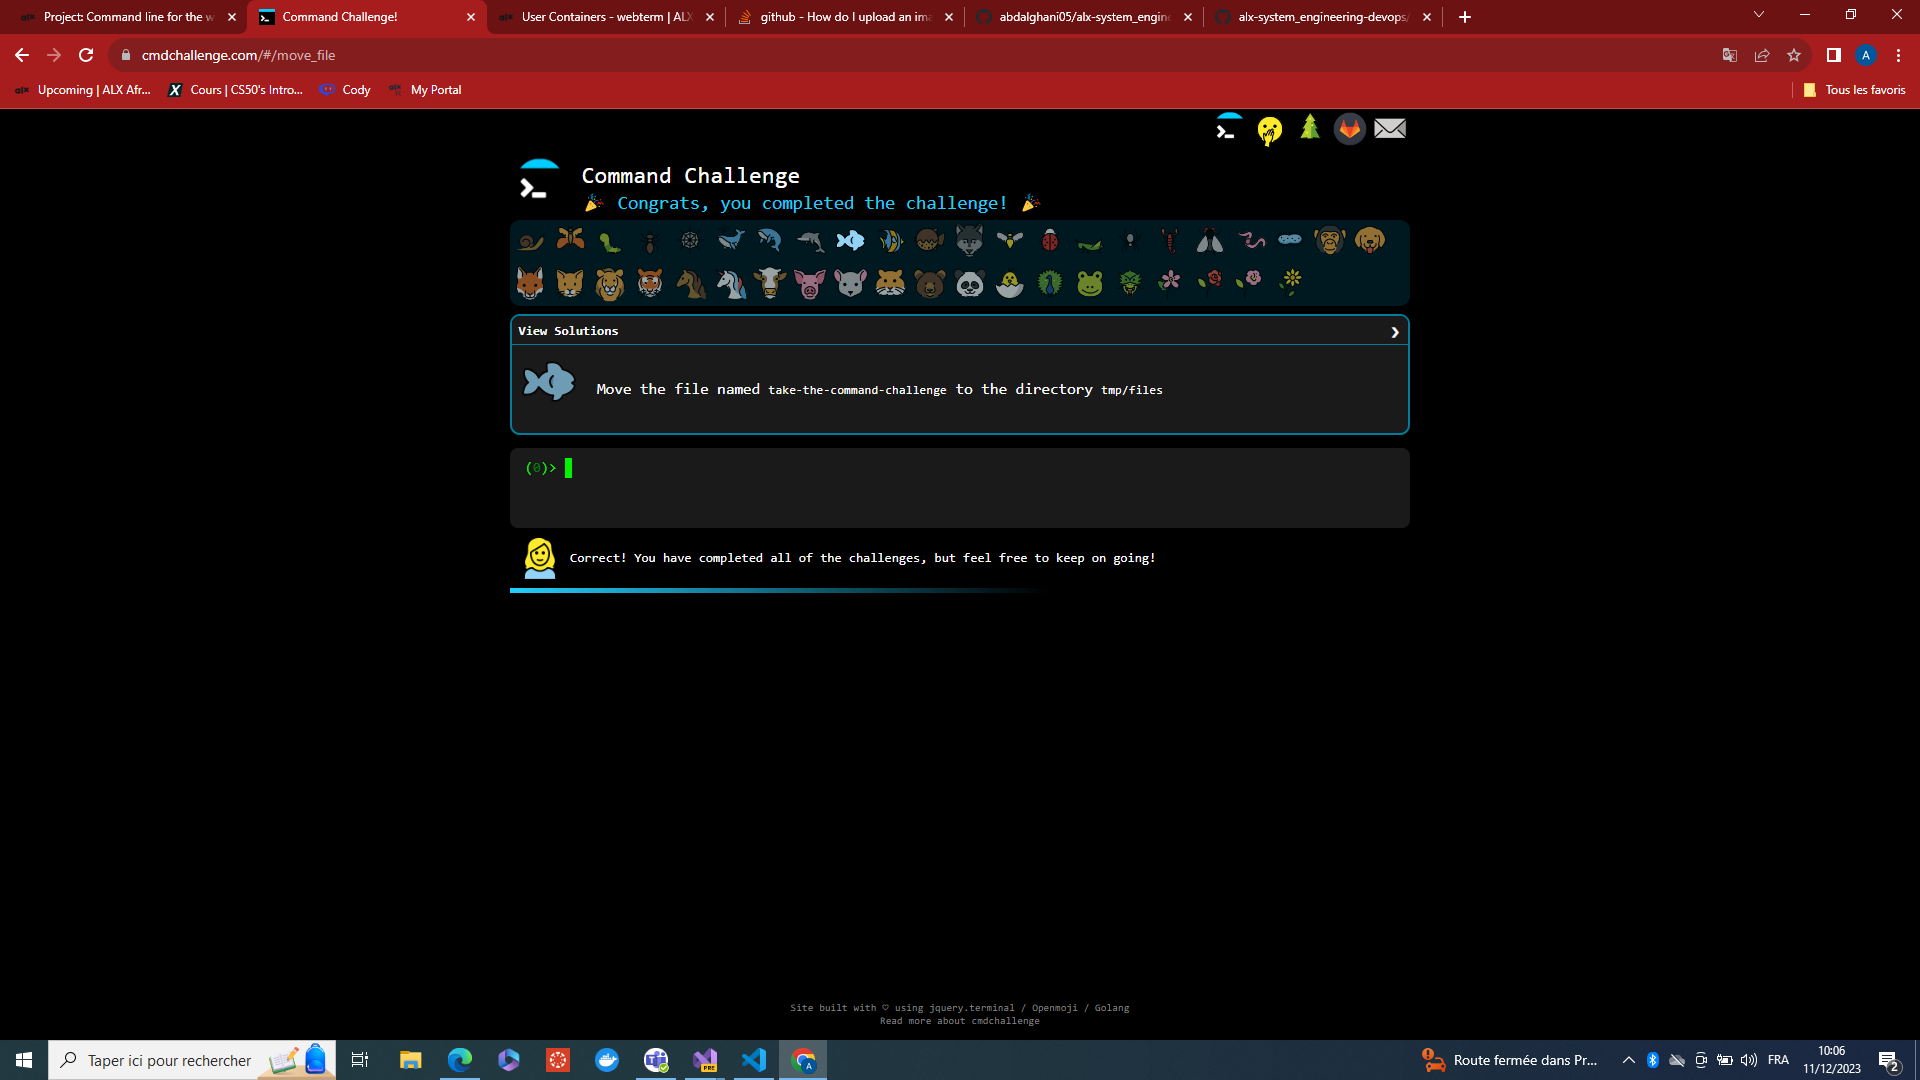 Project: Command line for the w
Command Challenge!
User Containers - webterm | ALX
github - How do I upload an ima
abdalghani05/alx-system_engine
alx-system_engineering-devops/
cmdchallenge.com/#/move_file
A
Upcoming | ALX Afr...
Cours | CS50's Intro...
Cody
My Portal
Tous les favoris
Command Challenge
Congrats, you completed the challenge!
View Solutions
Move the file named take-the-command-challenge to the directory tmp/files
(0)>
Correct! You have completed all of the challenges, but feel free to keep on going!
Site built with ♡ using jquery.terminal / Openmoji / Golang
Read more about cmdchallenge
Taper ici pour rechercher
PRE
A
Route fermée dans Pr...
FRA
10:06
11/12/2023
2